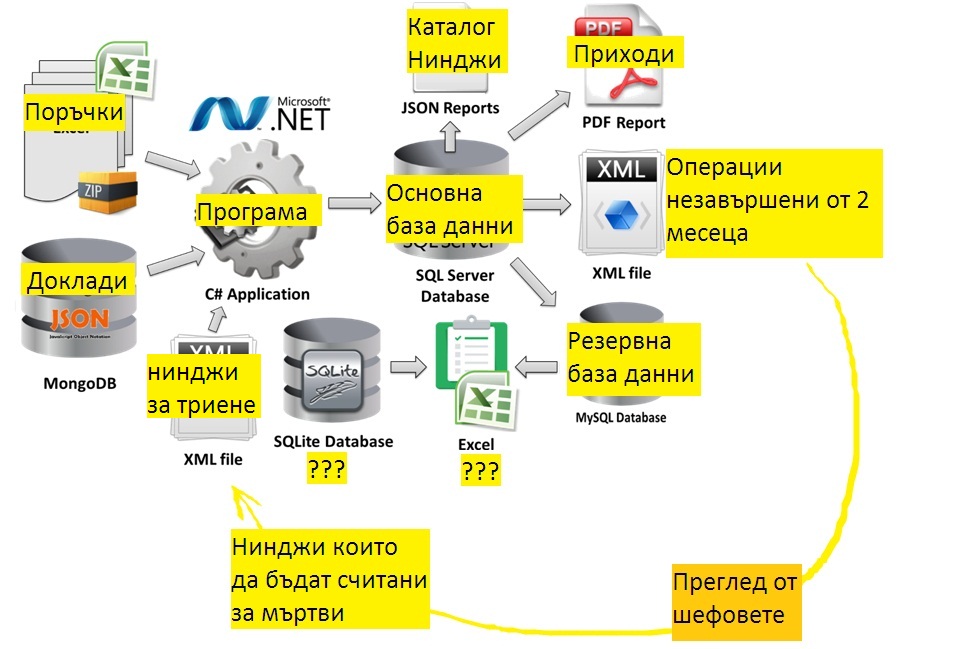 Каталог
Нинджи
JSON Reports
PDF
Приходи
PDF Report
Поръчки
Excel
ZIP
Microsoft®
.NET
Програма
C# Application
Основна
база данни
SQL Server
SQL Server
Database
XML
Операции
незавършени от 2
месеца
XML file
Доклади
JSON
JavaScript Object Notation
MongoDB
XML
нинджи
за триене
XML file
SQLite
SQLite Database
???
Excel
???
Резервна
база данни
MySQL Database
Нинджи които
да бъдат считани
за мъртви
Преглед от
шефовете